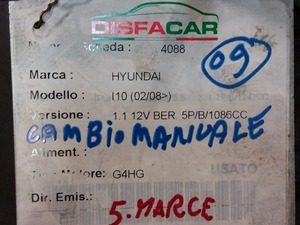 DISFACAR
Scheda : 4088
09
Marca : HYUNDAI
Modello : I10 (02/08>)
Versione : 1.1 12V BER. 5P/B/1086CC
CAMBIO MANUALE
Aliment. :
USATO
Motore: G4HG
Dir. Emis.:
5. MARCE